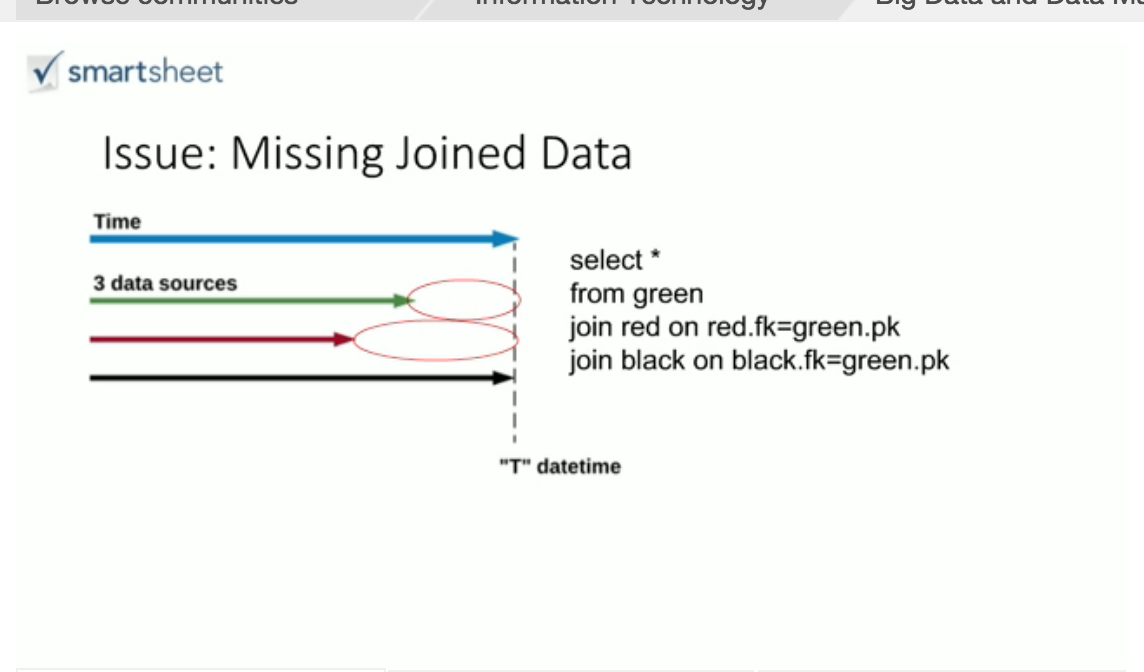 Browse communities
Information Technology
Big Data and Data Ma
smartsheet
Issue: Missing Joined Data
Time
3 data sources
select *
from green
join red on red.fk=green.pk
join black on black.fk=green.pk
"T" datetime